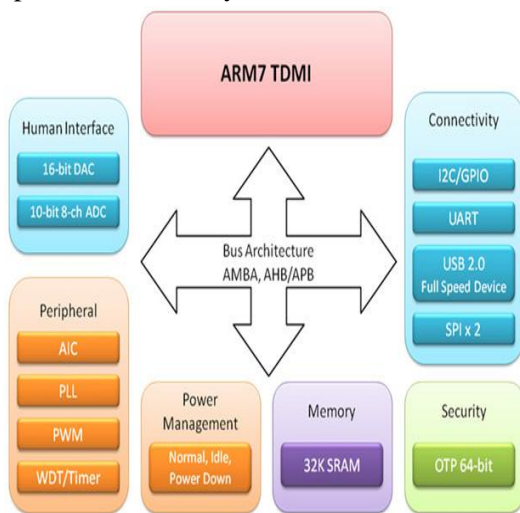 ARM7 TDMI
Human Interface
16-bit DAC
10-bit 8-ch ADC
Connectivity
I2C/GPIO
UART
USB 2.0
Full Speed Device
SPI x 2
Bus Architecture
AMBA, AHB/APB
Peripheral
AIC
PLL
PWM
WDT/Timer
Power
Management
Normal, Idle,
Power Down
Memory
32K SRAM
Security
OTP 64-bit